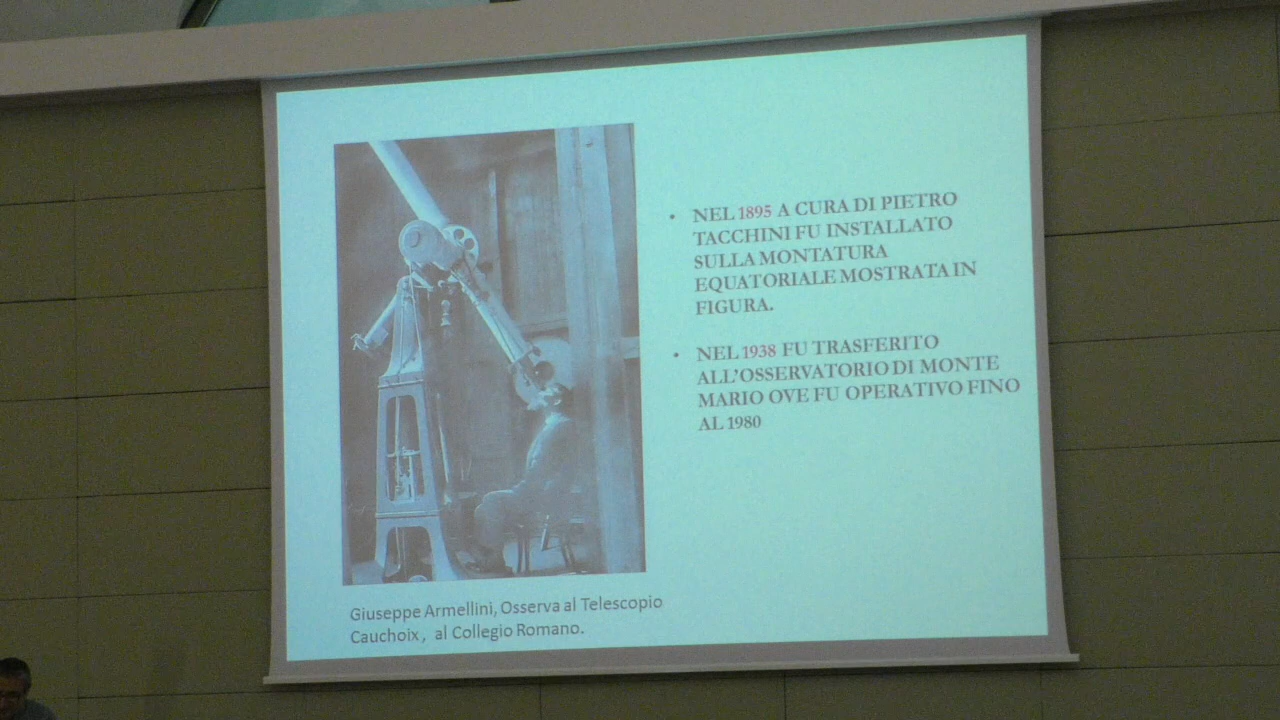 • NEL 1895 A CURA DI PIETRO
TACCHINI FU INSTALLATO
SULLA MONTATURA
EQUATORIALE MOSTRATA IN
FIGURA.
• NEL 1938 FU TRASFERITO
ALL'OSSERVATORIO DI MONTE
MARIO OVE FU OPERATIVO FINO
AL 1980
Giuseppe Armellini, Osserva al Telescopio
Cauchoix, al Collegio Romano.